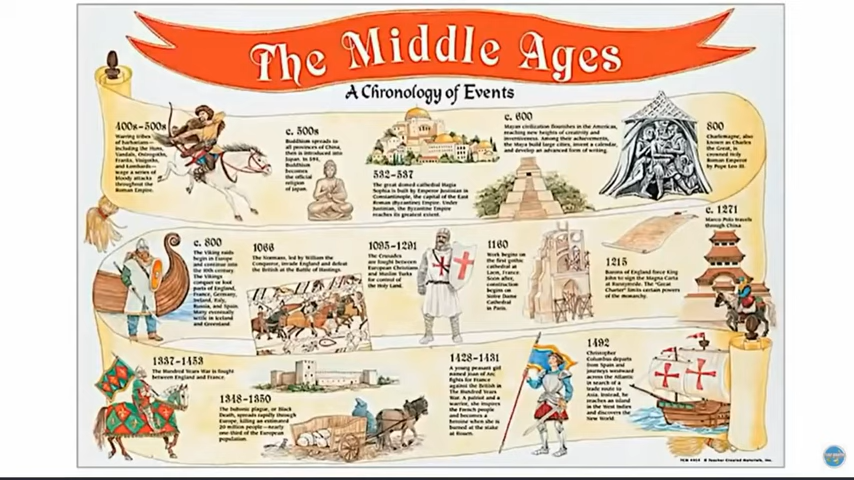 The Middle Ages
A Chronology of Events
400s-500s
Warring tribes
of barbarians—
including the Huns,
Vandals, Ostrogoths,
Franks, Visigoths,
and Lombards—
wage a series of
bloody attacks
throughout the
Roman Empire.
c. 500s
Buddhism spreads to
all provinces of China,
then is introduced into
Japan. In 594,
Buddhism
becomes
the official
religion
of Japan.
532-537
The great domed cathedral Hagia
Sophia is built by Emperor Justinian in
Constantinople, the capital of the East
Roman (Byzantine) Empire. Under
Justinian, the Byzantine Empire
reaches its greatest extent.
c. 600
Mayan civilization flourishes in the Americas,
reaching new heights of creativity and
inventiveness. Among their achievements,
the Maya build large cities, invent a calendar,
and develop an advanced form of writing.
800
Charlemagne, also
known as Charles
the Great, is
crowned Holy
Roman Emperor
by Pope Leo III.
c. 800
The Viking raids
begin in Europe
and continue into
the 10th century.
The Vikings
conquer or loot
parts of England,
France, Germany,
Ireland, Italy,
Russia, and Spain.
Many eventually
settle in Iceland
and Greenland.
1066
The Normans, led by William the
Conqueror, invade England and defeat
the British at the Battle of Hastings.
1095-1291
The Crusades
are fought between
European Christians
and Muslim Turks
for control of
the Holy Land.
1160
Work begins on
the first gothic
cathedral at
Laon, France.
Soon after,
construction
begins on
Notre Dame
Cathedral
in Paris.
1215
Barons of England force King
John to sign the Magna Carta
at Runnymede. The "Great
Charter" limits certain powers
of the monarchy.
c. 1271
Marco Polo travels
through China.
1337-1453
The Hundred Years War is fought
between England and France.
1348-1350
The bubonic plague, or Black
Death, spreads rapidly through
Europe, killing an estimated
20 million people—nearly
one-third of the European
population.
1428-1431
A young peasant girl
named Joan of Arc
fights for France
against the British in
The Hundred Years
War. A patriot and a
warrior, she inspires
the French people
and becomes a
heroine when she is
burned at the stake
at Rouen.
1492
Christopher
Columbus departs
from Spain and
journeys westward
across the Atlantic
in search of a
trade route to
Asia. Instead, he
reaches an island
in the West Indies
and discovers the
New World.
© Teacher Created Materials, Inc.